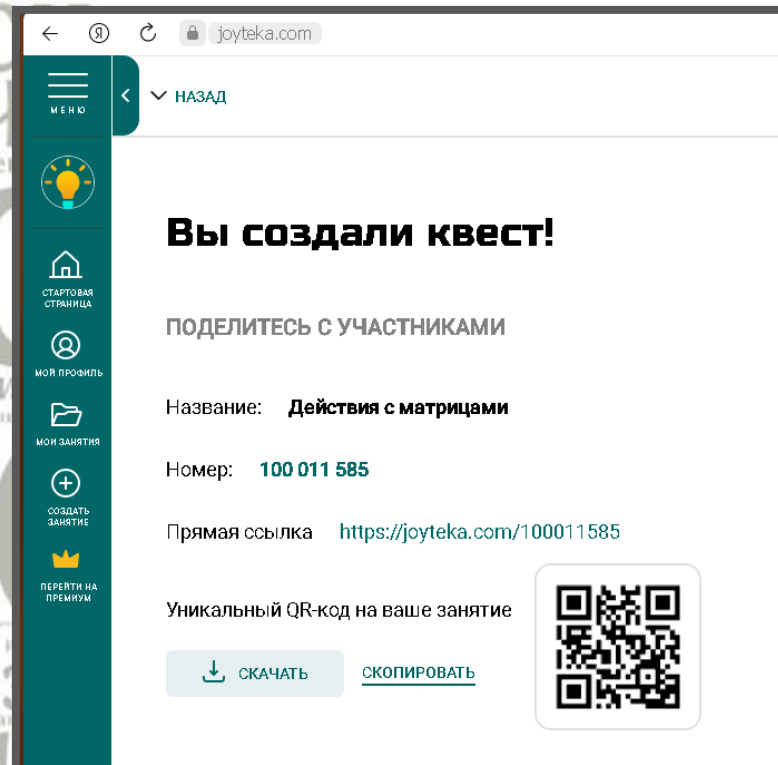 joyteka.com
МЕНЮ
НАЗАД
Вы создали квест!
СТАРТОВАЯ
СТРАНИЦА
ПОДЕЛИТЕСЬ С УЧАСТНИКАМИ
МОЙ ПРОФИЛЬ
Название: Действия с матрицами
МОИ ЗАНЯТИЯ
Номер: 100 011 585
СОЗДАТЬ
ЗАНЯТИЕ
Прямая ссылка https://joyteka.com/100011585
ПЕРЕЙТИ НА
ПРЕМИУМ
Уникальный QR-код на ваше занятие
СКАЧАТЬ СКОПИРОВАТЬ